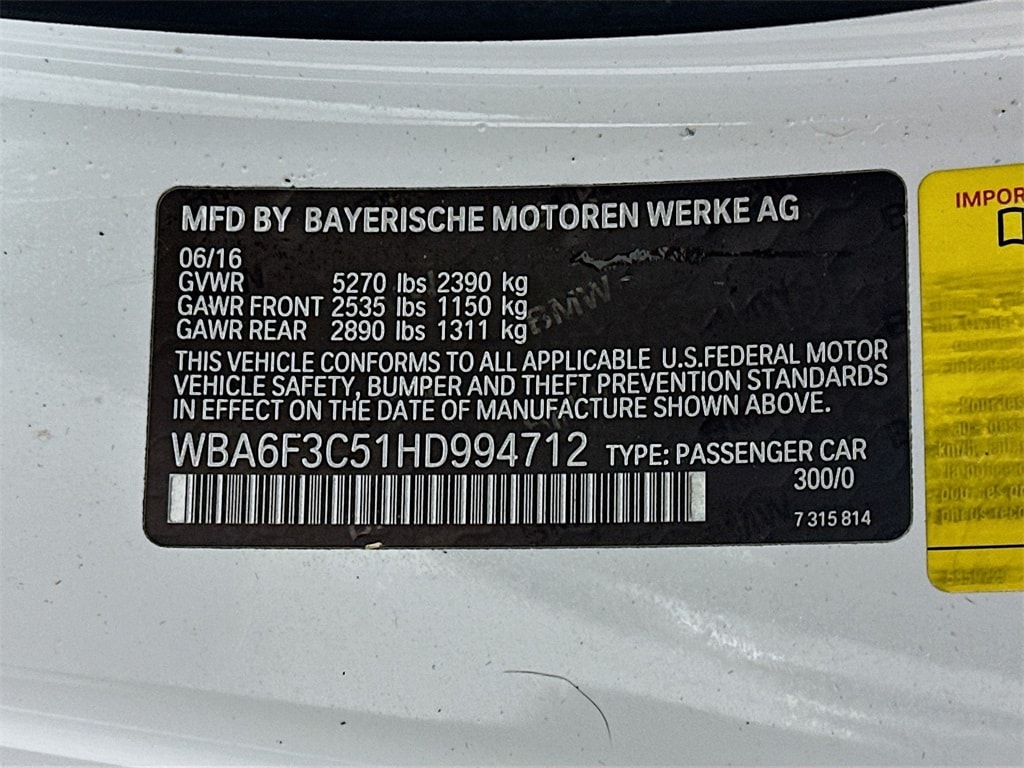 MFD BY BAYERISCHE MOTOREN WERKE AG
06/16
GVWR 5270 lbs 2390 kg
GAWR FRONT 2535 lbs 1150 kg
GAWR REAR 2890 lbs 1311 kg
THIS VEHICLE CONFORMS TO ALL APPLICABLE U.S.FEDERAL MOTOR
VEHICLE SAFETY, BUMPER AND THEFT PREVENTION STANDARDS
IN EFFECT ON THE DATE OF MANUFACTURE SHOWN ABOVE.
WBA6F3C51HD994712 TYPE: PASSENGER CAR
300/0
7 315 814
BMW
IMPOR